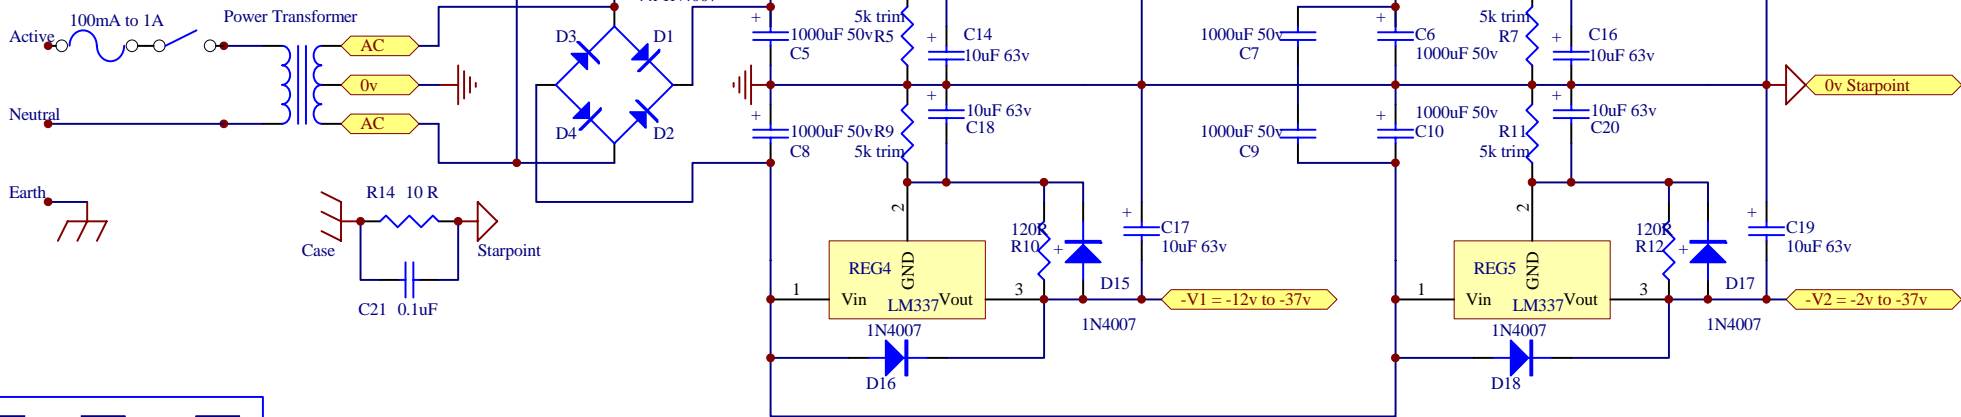 100mA to 1A
Power Transformer
Active
AC
0v
AC
Neutral
Earth
R14 10 R
Case
Starpoint
C21 0.1uF
D3
D1
D4
D2
+
1000uF 50v
C5
+
1000uF 50v
C8
5k trim
R5
R9
5k trim
+
C14
10uF 63v
+
10uF 63v
C18
2
GND
REG4
1
Vin
LM337
Vout
3
120R
R10
+
D15
1N4007
+
C17
10uF 63v
-V1 = -12v to -37v
1N4007
D16
1000uF 50v
C7
1000uF 50v
C9
+
C6
1000uF 50v
1000uF 50v
+
C10
5k trim
R7
R11
5k trim
+
C16
10uF 63v
+
10uF 63v
C20
0v Starpoint
2
GND
REG5
1
Vin
LM337
Vout
3
120R
R12
+
D17
1N4007
+
C19
10uF 63v
-V2 = -2v to -37v
1N4007
D18